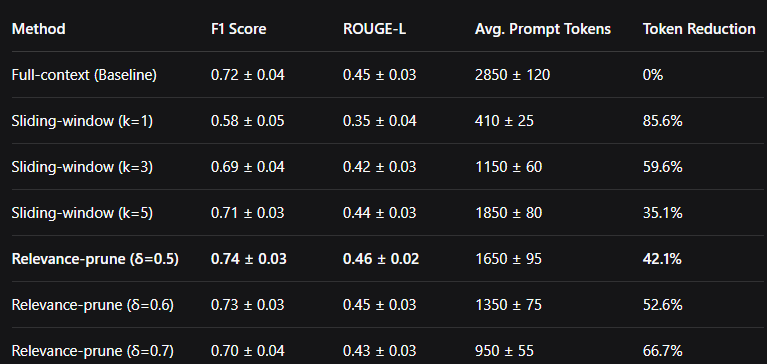 Method F1 Score ROUGE-L Avg. Prompt Tokens Token Reduction
Full-context (Baseline) 0.72 ± 0.04 0.45 ± 0.03 2850 ± 120 0%
Sliding-window (k=1) 0.58 ± 0.05 0.35 ± 0.04 410 ± 25 85.6%
Sliding-window (k=3) 0.69 ± 0.04 0.42 ± 0.03 1150 ± 60 59.6%
Sliding-window (k=5) 0.71 ± 0.03 0.44 ± 0.03 1850 ± 80 35.1%
Relevance-prune (δ=0.5) 0.74 ± 0.03 0.46 ± 0.02 1650 ± 95 42.1%
Relevance-prune (δ=0.6) 0.73 ± 0.03 0.45 ± 0.03 1350 ± 75 52.6%
Relevance-prune (δ=0.7) 0.70 ± 0.04 0.43 ± 0.03 950 ± 55 66.7%